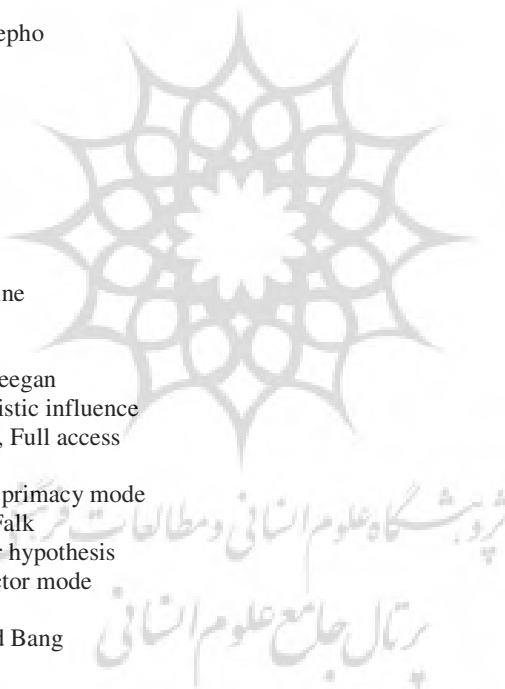 epho
ine
eegan
istic influence
, Full access
primacy mode
Falk
r hypothesis
ctor mode
d Bang
پژوهشگاه علوم انسانی و مطالعات فرهنگی
پرتال جامع علوم انسانی